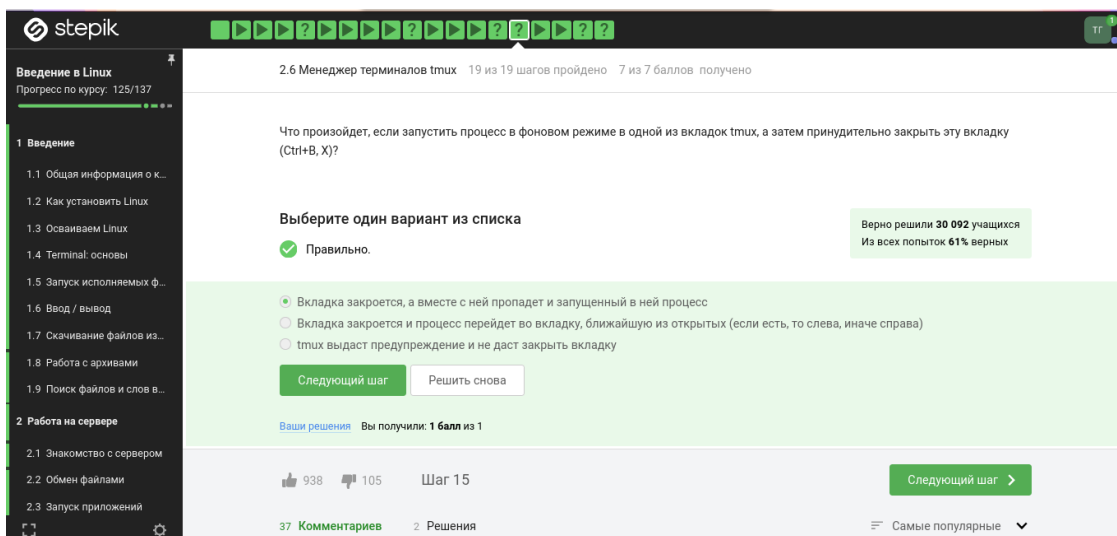 stepik
? ? ? ? ? ?
ТГ 1
Введение в Linux
Прогресс по курсу: 125/137
1 Введение
1.1 Общая информация о к...
1.2 Как установить Linux
1.3 Осваиваем Linux
1.4 Terminal: основы
1.5 Запуск исполняемых ф...
1.6 Ввод / вывод
1.7 Скачивание файлов из...
1.8 Работа с архивами
1.9 Поиск файлов и слов в...
2 Работа на сервере
2.1 Знакомство с сервером
2.2 Обмен файлами
2.3 Запуск приложений
2.6 Менеджер терминалов tmux 19 из 19 шагов пройдено 7 из 7 баллов получено
Что произойдет, если запустить процесс в фоновом режиме в одной из вкладок tmux, а затем принудительно закрыть эту вкладку
(Ctrl+B, X)?
Выберите один вариант из списка
Правильно.
Верно решили 30 092 учащихся
Из всех попыток 61% верных
Вкладка закроется, а вместе с ней пропадет и запущенный в ней процесс
Вкладка закроется и процесс перейдет во вкладку, ближайшую из открытых (если есть, то слева, иначе справа)
tmux выдаст предупреждение и не даст закрыть вкладку
Следующий шаг Решить снова
Ваши решения Вы получили: 1 балл из 1
938 105 Шаг 15 Следующий шаг
37 Комментариев 2 Решения Самые популярные